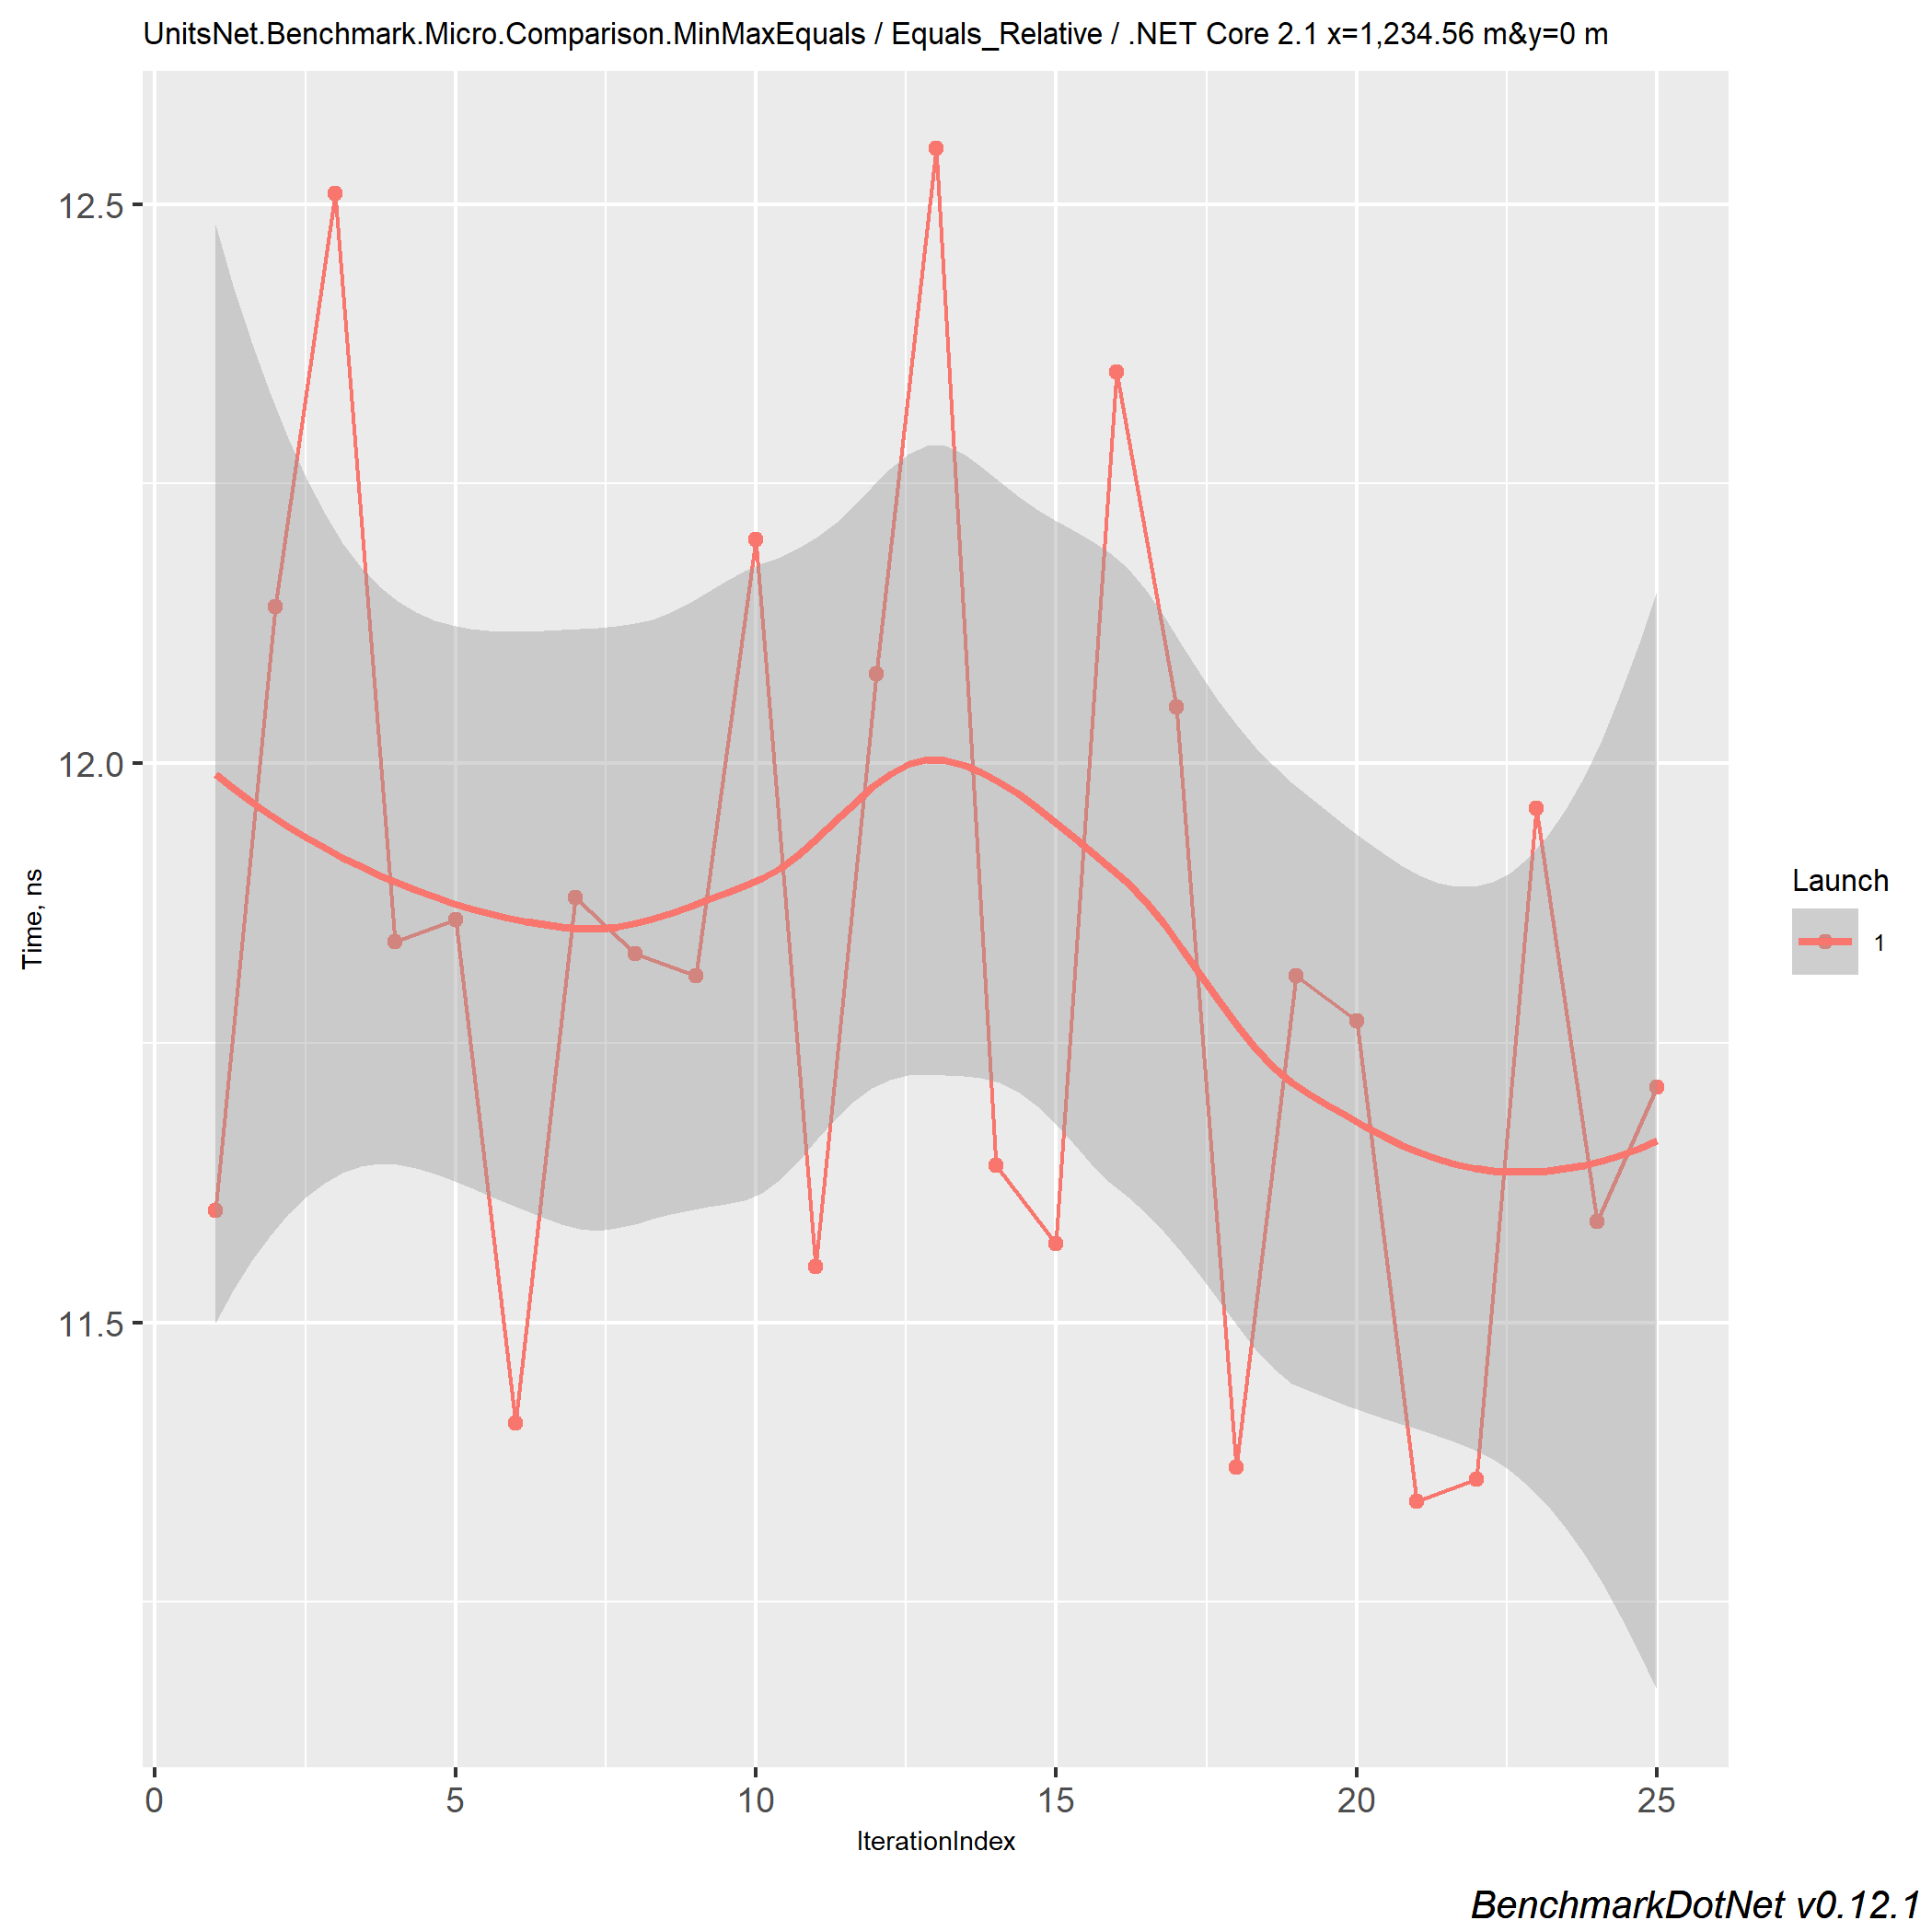 UnitsNet.Benchmark.Micro.Comparison.MinMaxEquals / Equals_Relative / .NET Core 2.1 x=1,234.56 m&y=0 m
12.5
12.0
11.5
Time, ns
0 5 10 15 20 25
IterationIndex
Launch
1
BenchmarkDotNet v0.12.1